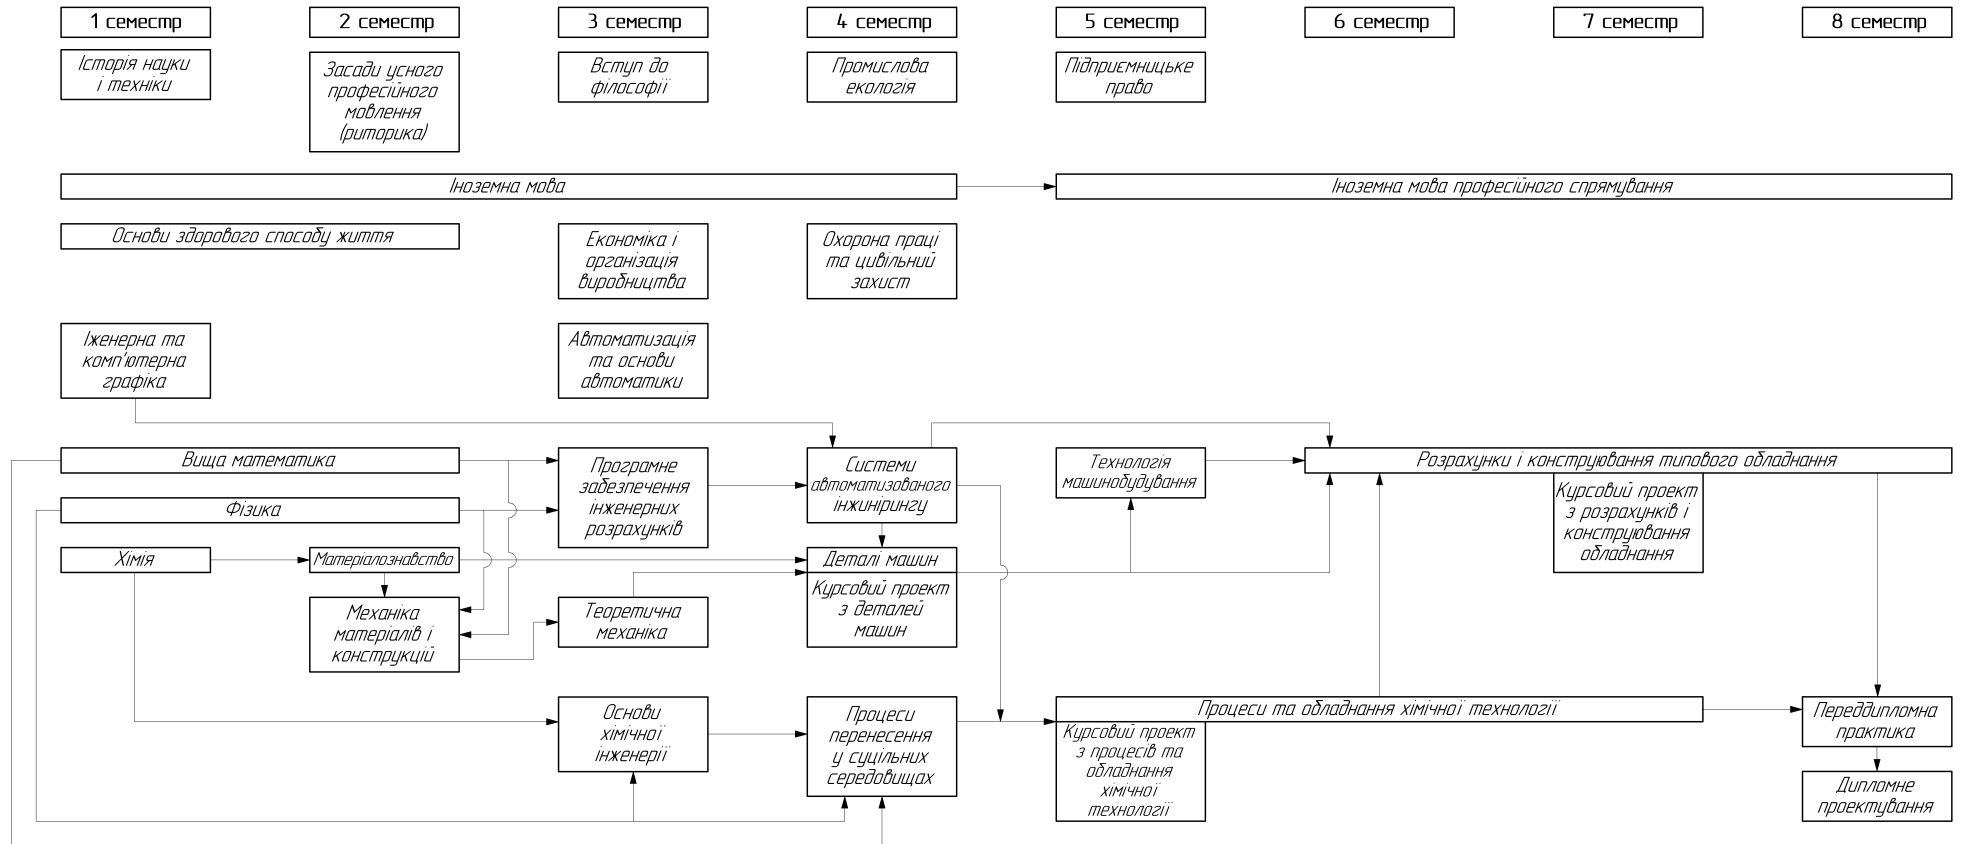 1 семестр
2 семестр
3 семестр
4 семестр
5 семестр
6 семестр
7 семестр
8 семестр
Історія науки
і техніки
Засади усного
професійного
мовлення
(риторика)
Вступ до
філософії
Промислова
екологія
Підприємницьке
право
Іноземна мова
Іноземна мова професійного спрямування
Основи здорового способу життя
Економіка і
організація
виробництва
Охорона праці
та цивільний
захист
Іженерна та
комп'ютерна
графіка
Автоматизація
та основи
автоматики
Вища математика
Програмне
забезпечення
інженерних
розрахунків
Системи
автоматизованого
інжинірингу
Технологія
машинобудування
Розрахунки і конструювання типового обладнання
Курсовий проект
з розрахунків і
конструювання
обладнання
Фізика
Хімія
Матеріалознавство
Деталі машин
Курсовий проект
з деталей
машин
Механіка
матеріалів і
конструкцій
Теоретична
механіка
Основи
хімічної
інженерії
Процеси
перенесення
у суцільних
середовищах
Процеси та обладнання хімічної технології
Курсовий проект
з процесів та
обладнання
хімічної
технології
Переддипломна
практика
Дипломне
проектування